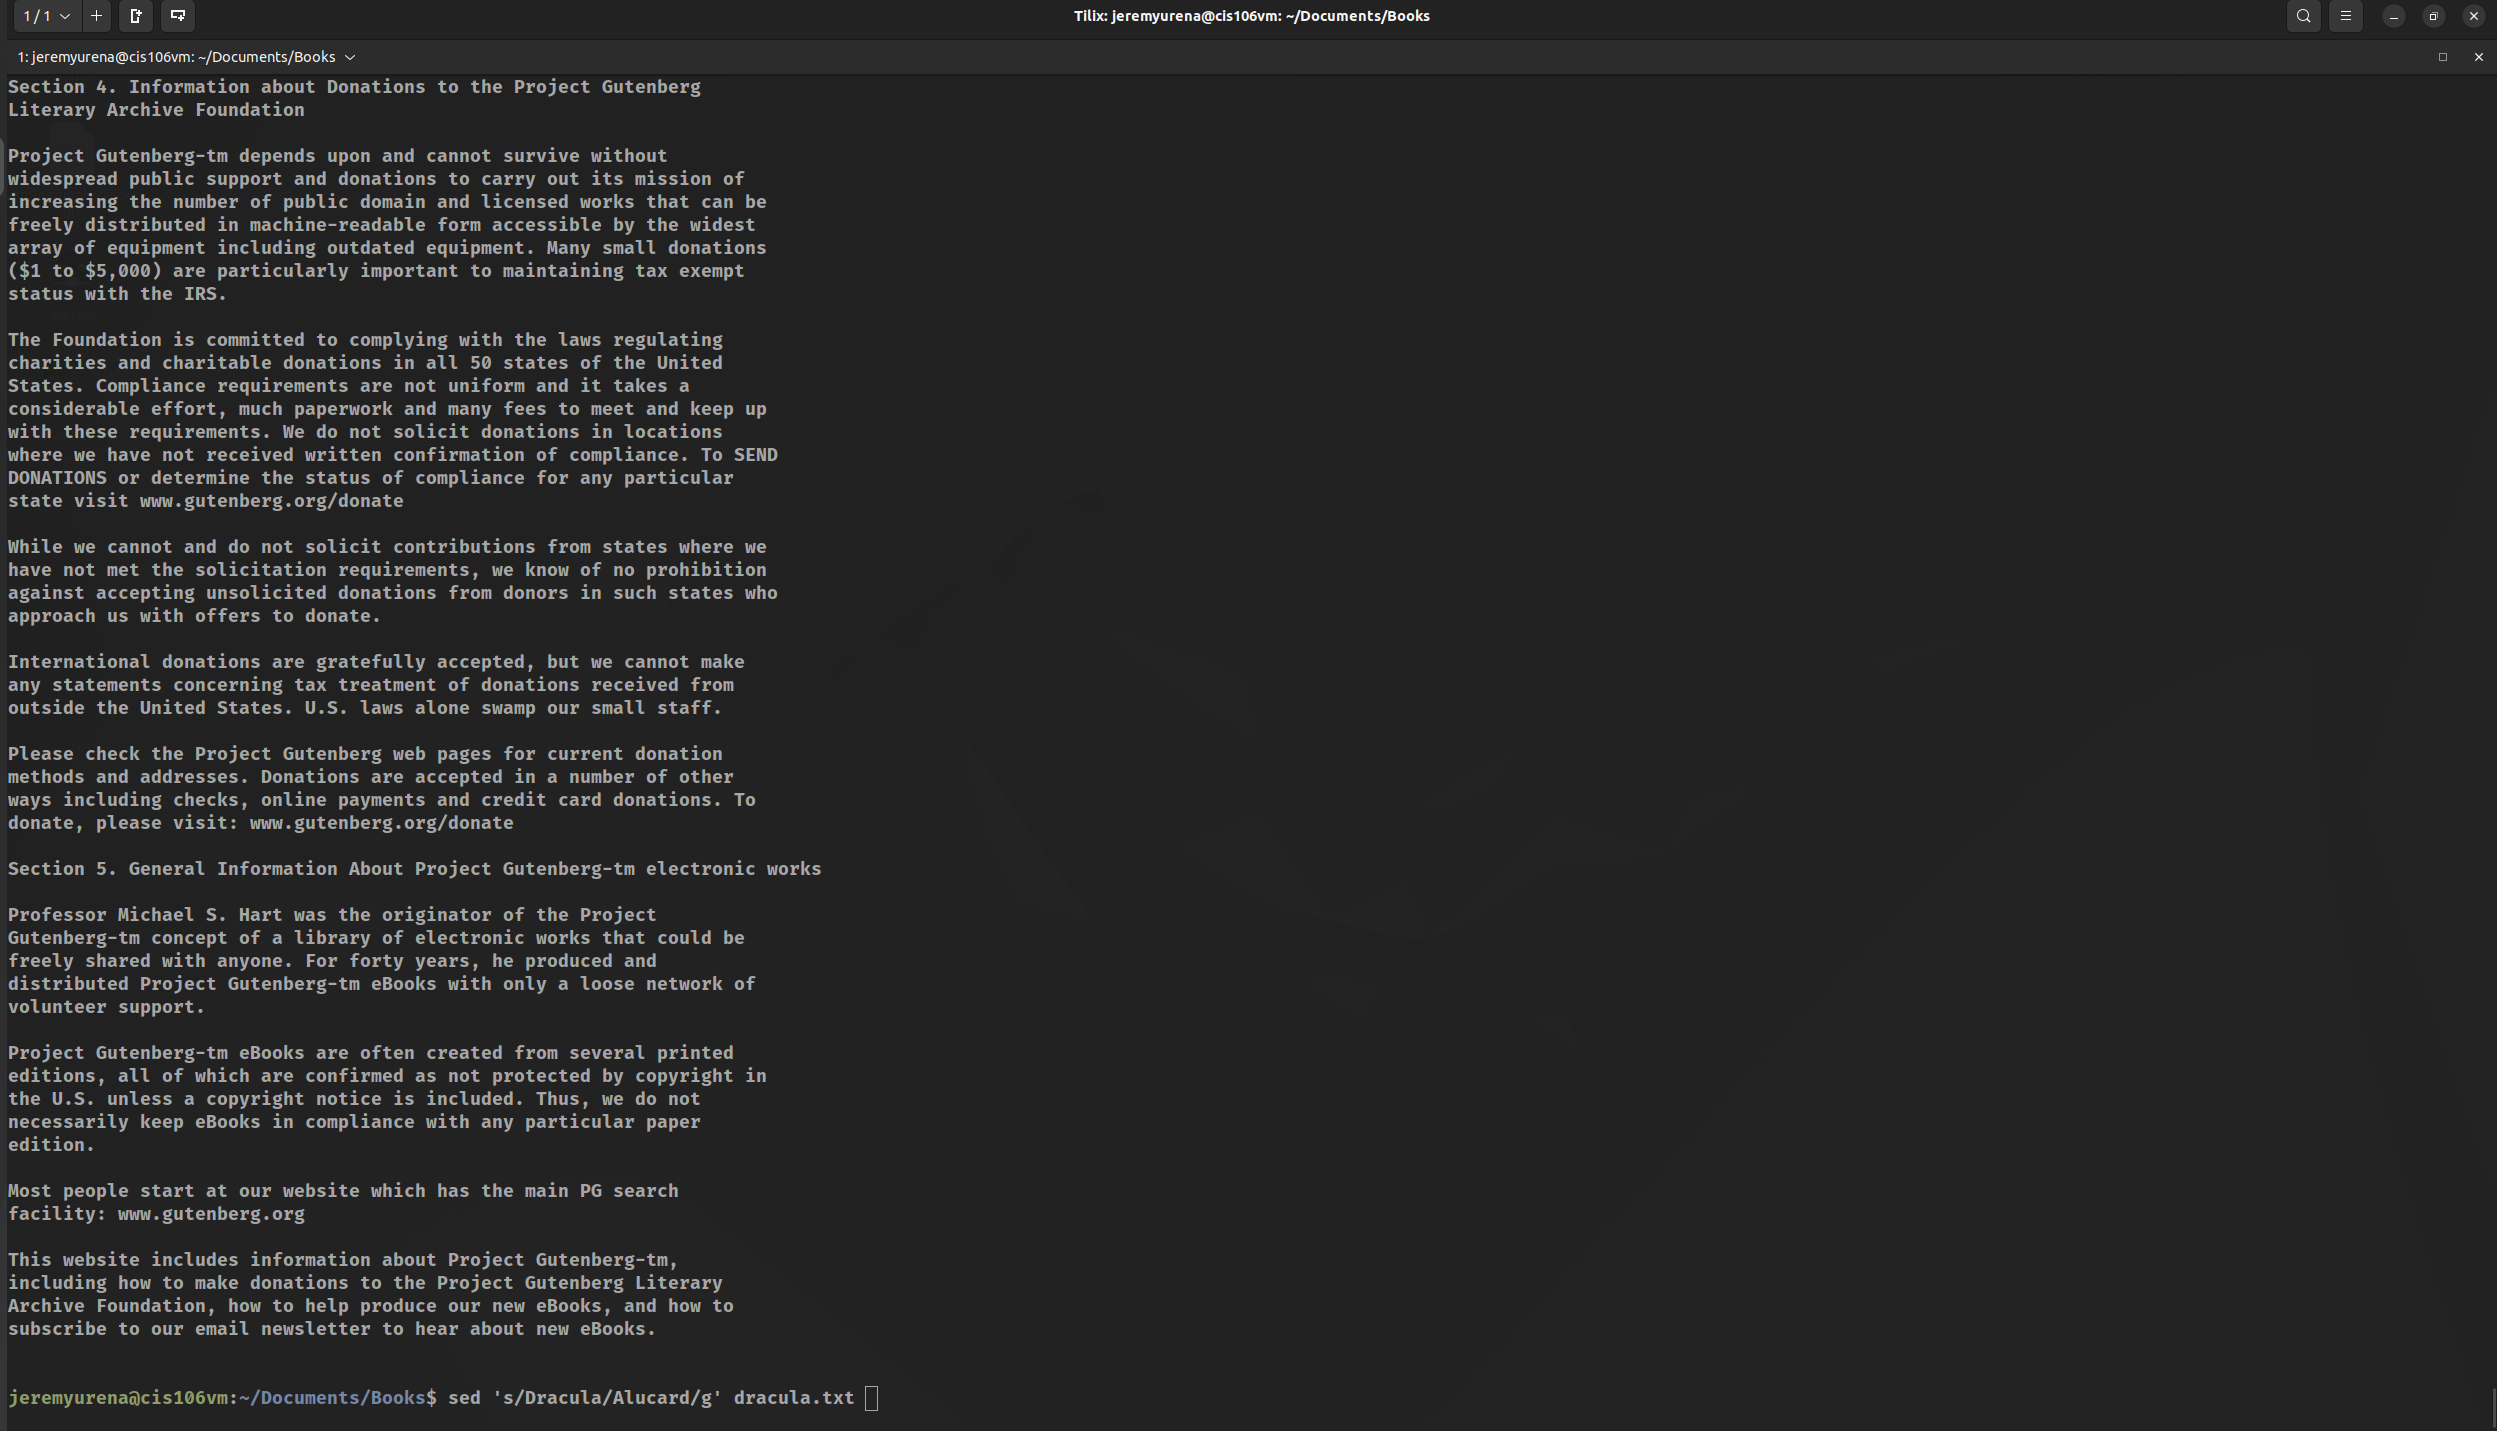 1 / 1
Tilix: jeremyurena@cis106vm: ~/Documents/Books
1: jeremyurena@cis106vm: ~/Documents/Books
Section 4. Information about Donations to the Project Gutenberg
Literary Archive Foundation
Project Gutenberg-tm depends upon and cannot survive without
widespread public support and donations to carry out its mission of
increasing the number of public domain and licensed works that can be
freely distributed in machine-readable form accessible by the widest
array of equipment including outdated equipment. Many small donations
($1 to $5,000) are particularly important to maintaining tax exempt
status with the IRS.
The Foundation is committed to complying with the laws regulating
charities and charitable donations in all 50 states of the United
States. Compliance requirements are not uniform and it takes a
considerable effort, much paperwork and many fees to meet and keep up
with these requirements. We do not solicit donations in locations
where we have not received written confirmation of compliance. To SEND
DONATIONS or determine the status of compliance for any particular
state visit www.gutenberg.org/donate
While we cannot and do not solicit contributions from states where we
have not met the solicitation requirements, we know of no prohibition
against accepting unsolicited donations from donors in such states who
approach us with offers to donate.
International donations are gratefully accepted, but we cannot make
any statements concerning tax treatment of donations received from
outside the United States. U.S. laws alone swamp our small staff.
Please check the Project Gutenberg web pages for current donation
methods and addresses. Donations are accepted in a number of other
ways including checks, online payments and credit card donations. To
donate, please visit: www.gutenberg.org/donate
Section 5. General Information About Project Gutenberg-tm electronic works
Professor Michael S. Hart was the originator of the Project
Gutenberg-tm concept of a library of electronic works that could be
freely shared with anyone. For forty years, he produced and
distributed Project Gutenberg-tm eBooks with only a loose network of
volunteer support.
Project Gutenberg-tm eBooks are often created from several printed
editions, all of which are confirmed as not protected by copyright in
the U.S. unless a copyright notice is included. Thus, we do not
necessarily keep eBooks in compliance with any particular paper
edition.
Most people start at our website which has the main PG search
facility: www.gutenberg.org
This website includes information about Project Gutenberg-tm,
including how to make donations to the Project Gutenberg Literary
Archive Foundation, how to help produce our new eBooks, and how to
subscribe to our email newsletter to hear about new eBooks.
jeremyurena@cis106vm:~/Documents/Books$ sed 's/Dracula/Alucard/g' dracula.txt